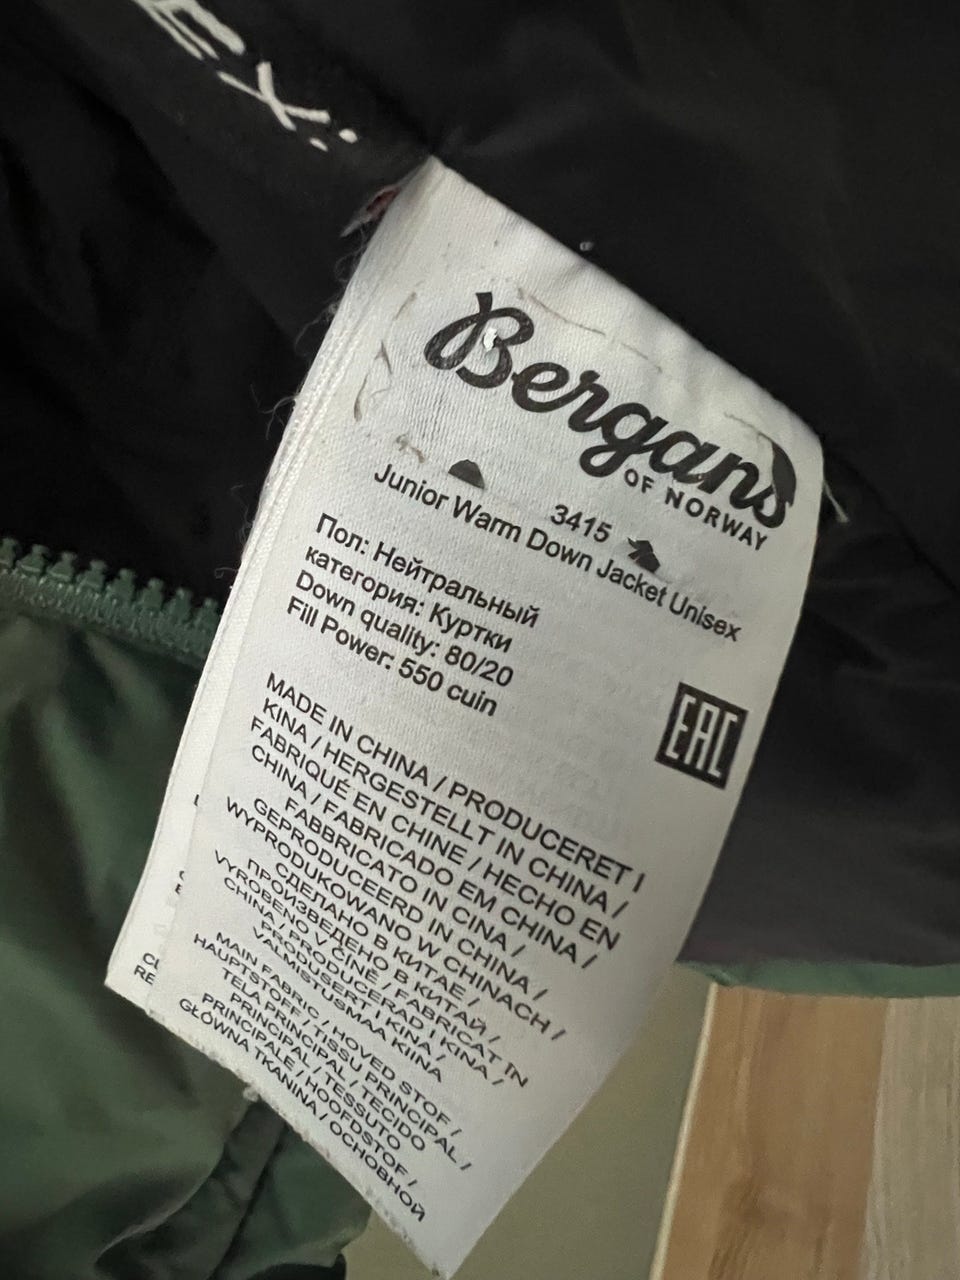 EX:
Bergans
OF NORWAY
3415
Junior Warm Down Jacket Unisex
Пол: Нейтральный
категория: Куртки
Down quality: 80/20
Fill Power: 550 cuin
EAC
MADE IN CHINA / PRODUCERET I
KINA / HERGESTELLT IN CHINA /
FABRIQUÉ EN CHINE / HECHO EN
CHINA / FABRICADO EM CHINA /
FABBRICATO IN CINA /
GEPRODUCEERD IN CHINA /
WYPRODUKOWANO W CHINACH /
СДЕЛАНО В КИТАЕ /
ПРОИЗВЕДЕНО В КИТАЙ /
VYROBENO V ČÍNĚ / FABRICAT IN
CHINA / PRODUCERAD I KINA /
VALMDUSERAD I KINA /
VALMISTUSMAA KIINA
MAIN FABRIC / HOVED STOF /
HAUPTSTOFF / TISSU PRINCIPAL /
TELA PRINCIPAL / TECIDO
PRINCIPAL / TESSUTO
PRINCIPALE / HOOFDSTOF /
GŁÓWNA TKANINA / ОСНОВНОЙ
RE